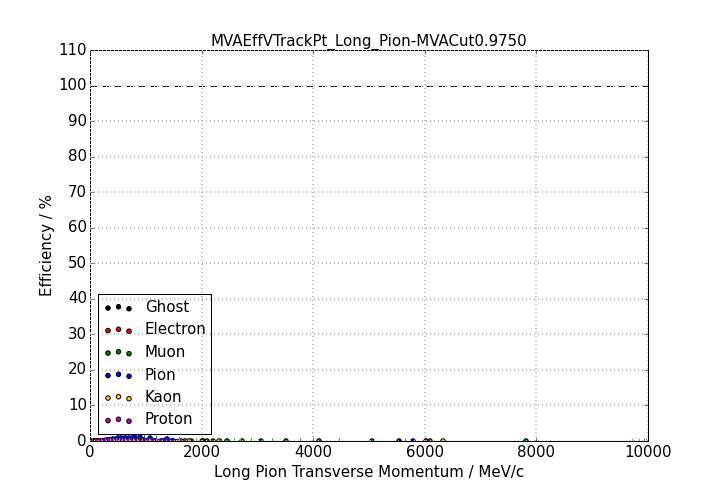 MVAEffVTrackPt_Long_Pion-MVACut0.9750
110
100
90
80
70
60
50
40
30
20
10
0
Efficiency / %
Ghost
Electron
Muon
Pion
Kaon
Proton
0 2000 4000 6000 8000 10000
Long Pion Transverse Momentum / MeV/c